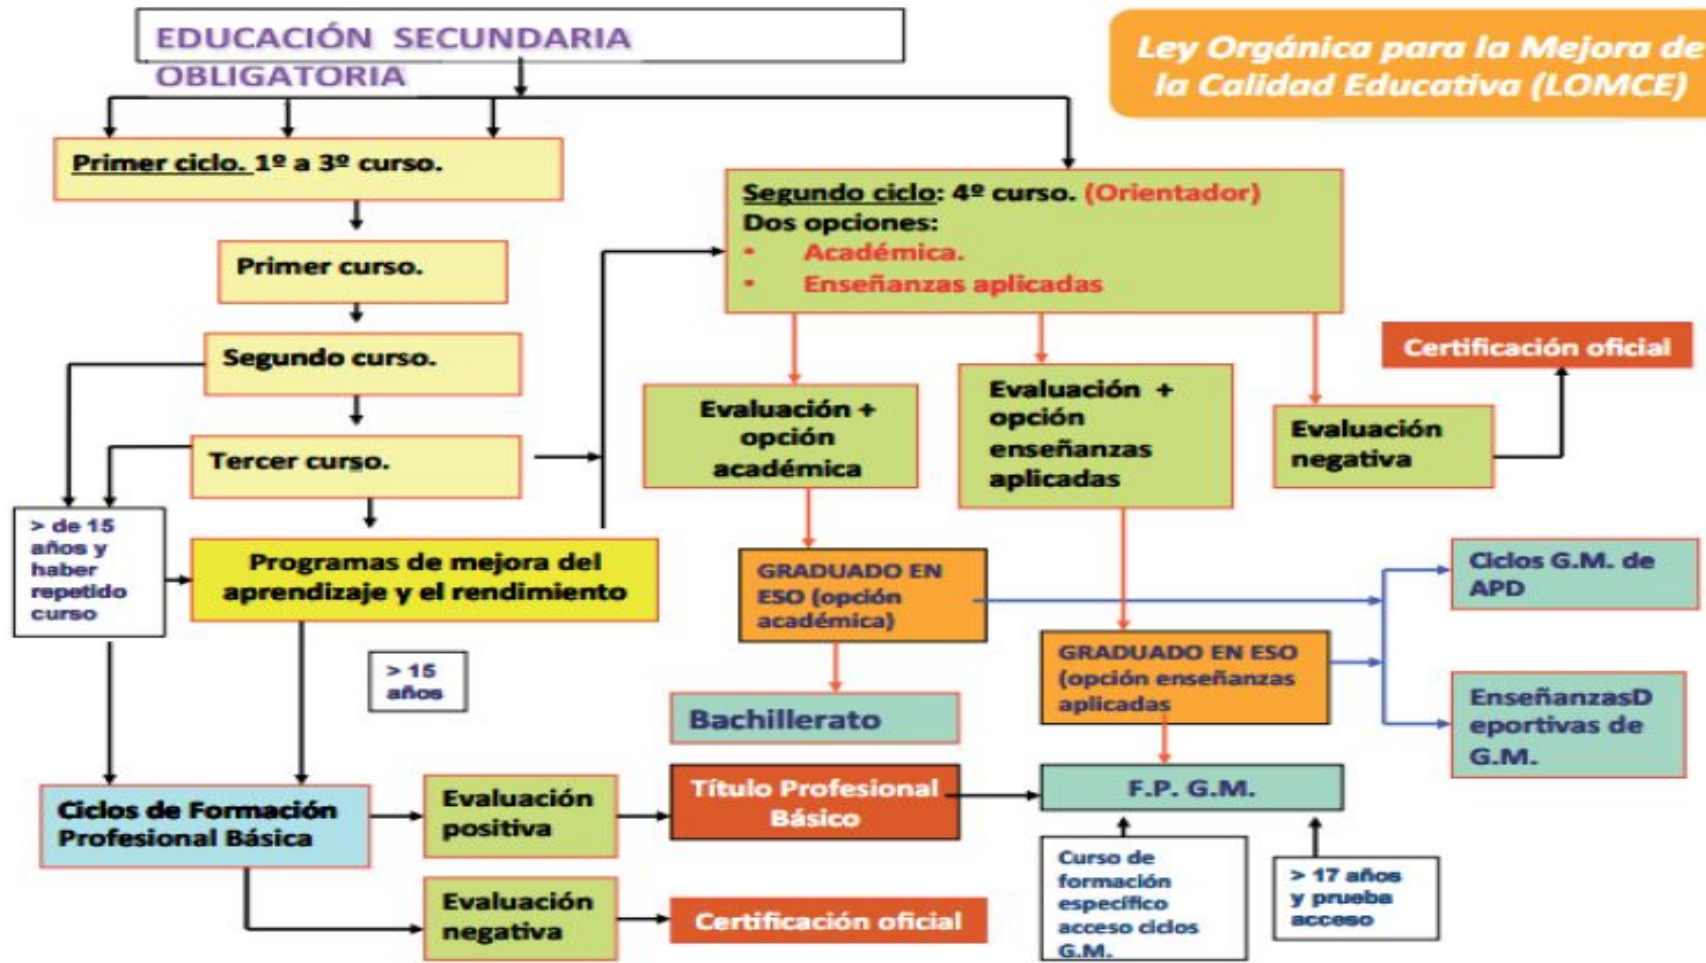 EDUCACIÓN SECUNDARIA
OBLIGATORIA
Ley Orgánica para la Mejora de
la Calidad Educativa (LOMCE)
Primer ciclo. 1º a 3º curso.
Segundo ciclo: 4º curso. (Orientador)
Dos opciones:
• Académica.
• Enseñanzas aplicadas
Primer curso.
Segundo curso.
Tercer curso.
Certificación oficial
Evaluación +
opción
académica
Evaluación +
opción
enseñanzas
aplicadas
Evaluación
negativa
> de 15
años y
haber
repetido
curso
Programas de mejora del
aprendizaje y el rendimiento
GRADUADO EN
ESO (opción
académica)
Ciclos G.M. de
APD
GRADUADO EN ESO
(opción enseñanzas
aplicadas
> 15
años
Bachillerato
EnseñanzasD
eportivas de
G.M.
Ciclos de Formación
Profesional Básica
Evaluación
positiva
Título Profesional
Básico
F.P. G.M.
Evaluación
negativa
Certificación oficial
Curso de
formación
específico
acceso ciclos
G.M.
> 17 años
y prueba
acceso